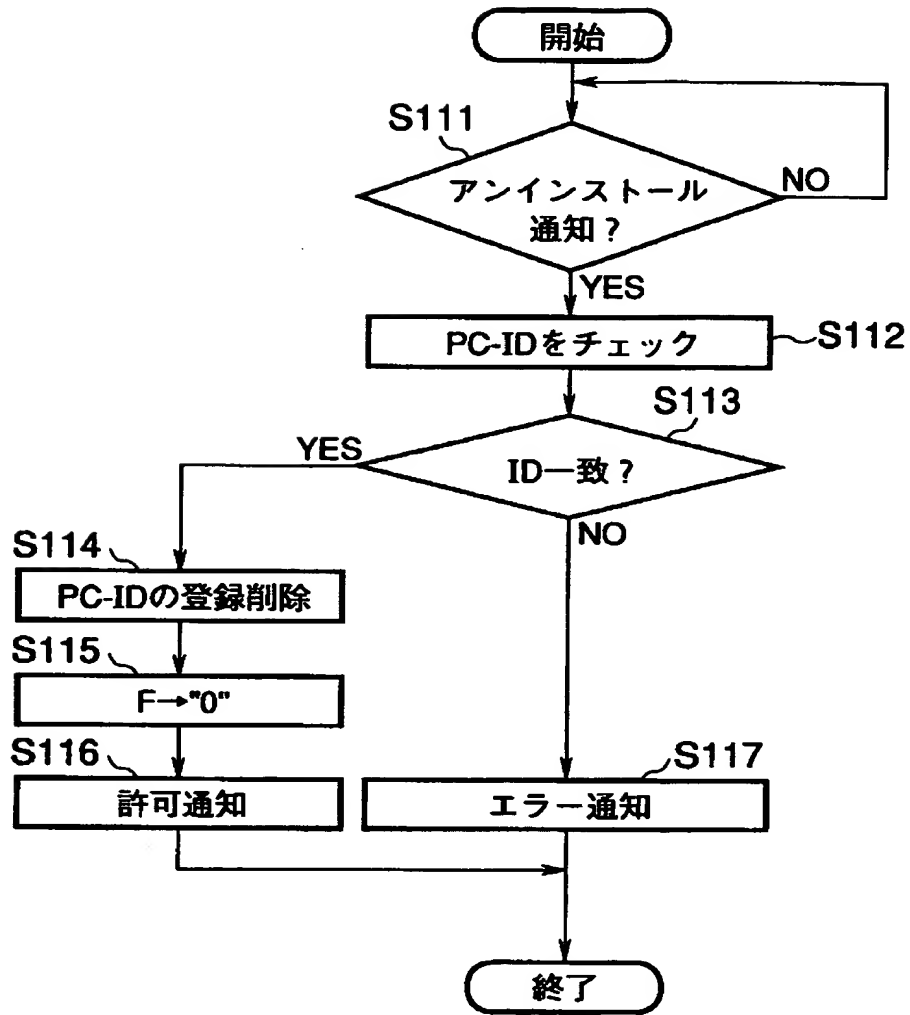 開始
S111
アンインストール
通知？
NO
YES
PC-IDをチェック
S112
S113
YES
ID一致？
NO
S114
PC-IDの登録削除
S115
F→"0"
S116
許可通知
S117
エラー通知
終了